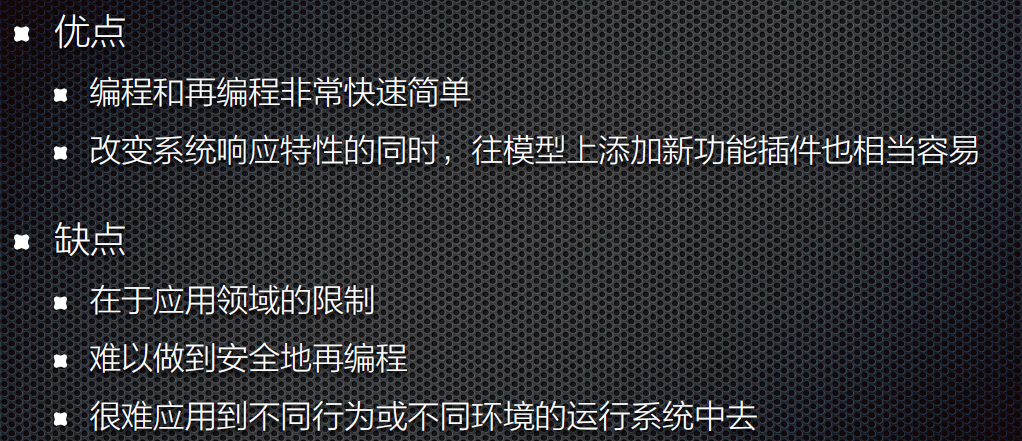 优点
编程和再编程非常快速简单
改变系统响应特性的同时，往模型上添加新功能插件也相当容易
缺点
在于应用领域的限制
难以做到安全地再编程
很难应用到不同行为或不同环境的运行系统中去